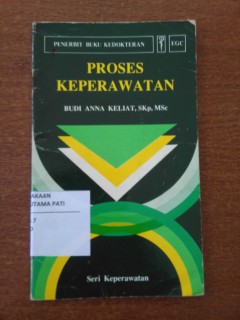 PENERBIT BUKU KEDOKTERAN
EGC
PROSES
KEPERAWATAN
BUDI ANNA KELIAT, SKp, MSc
AKAAN
UTAMA PATI
Seri Keperawatan